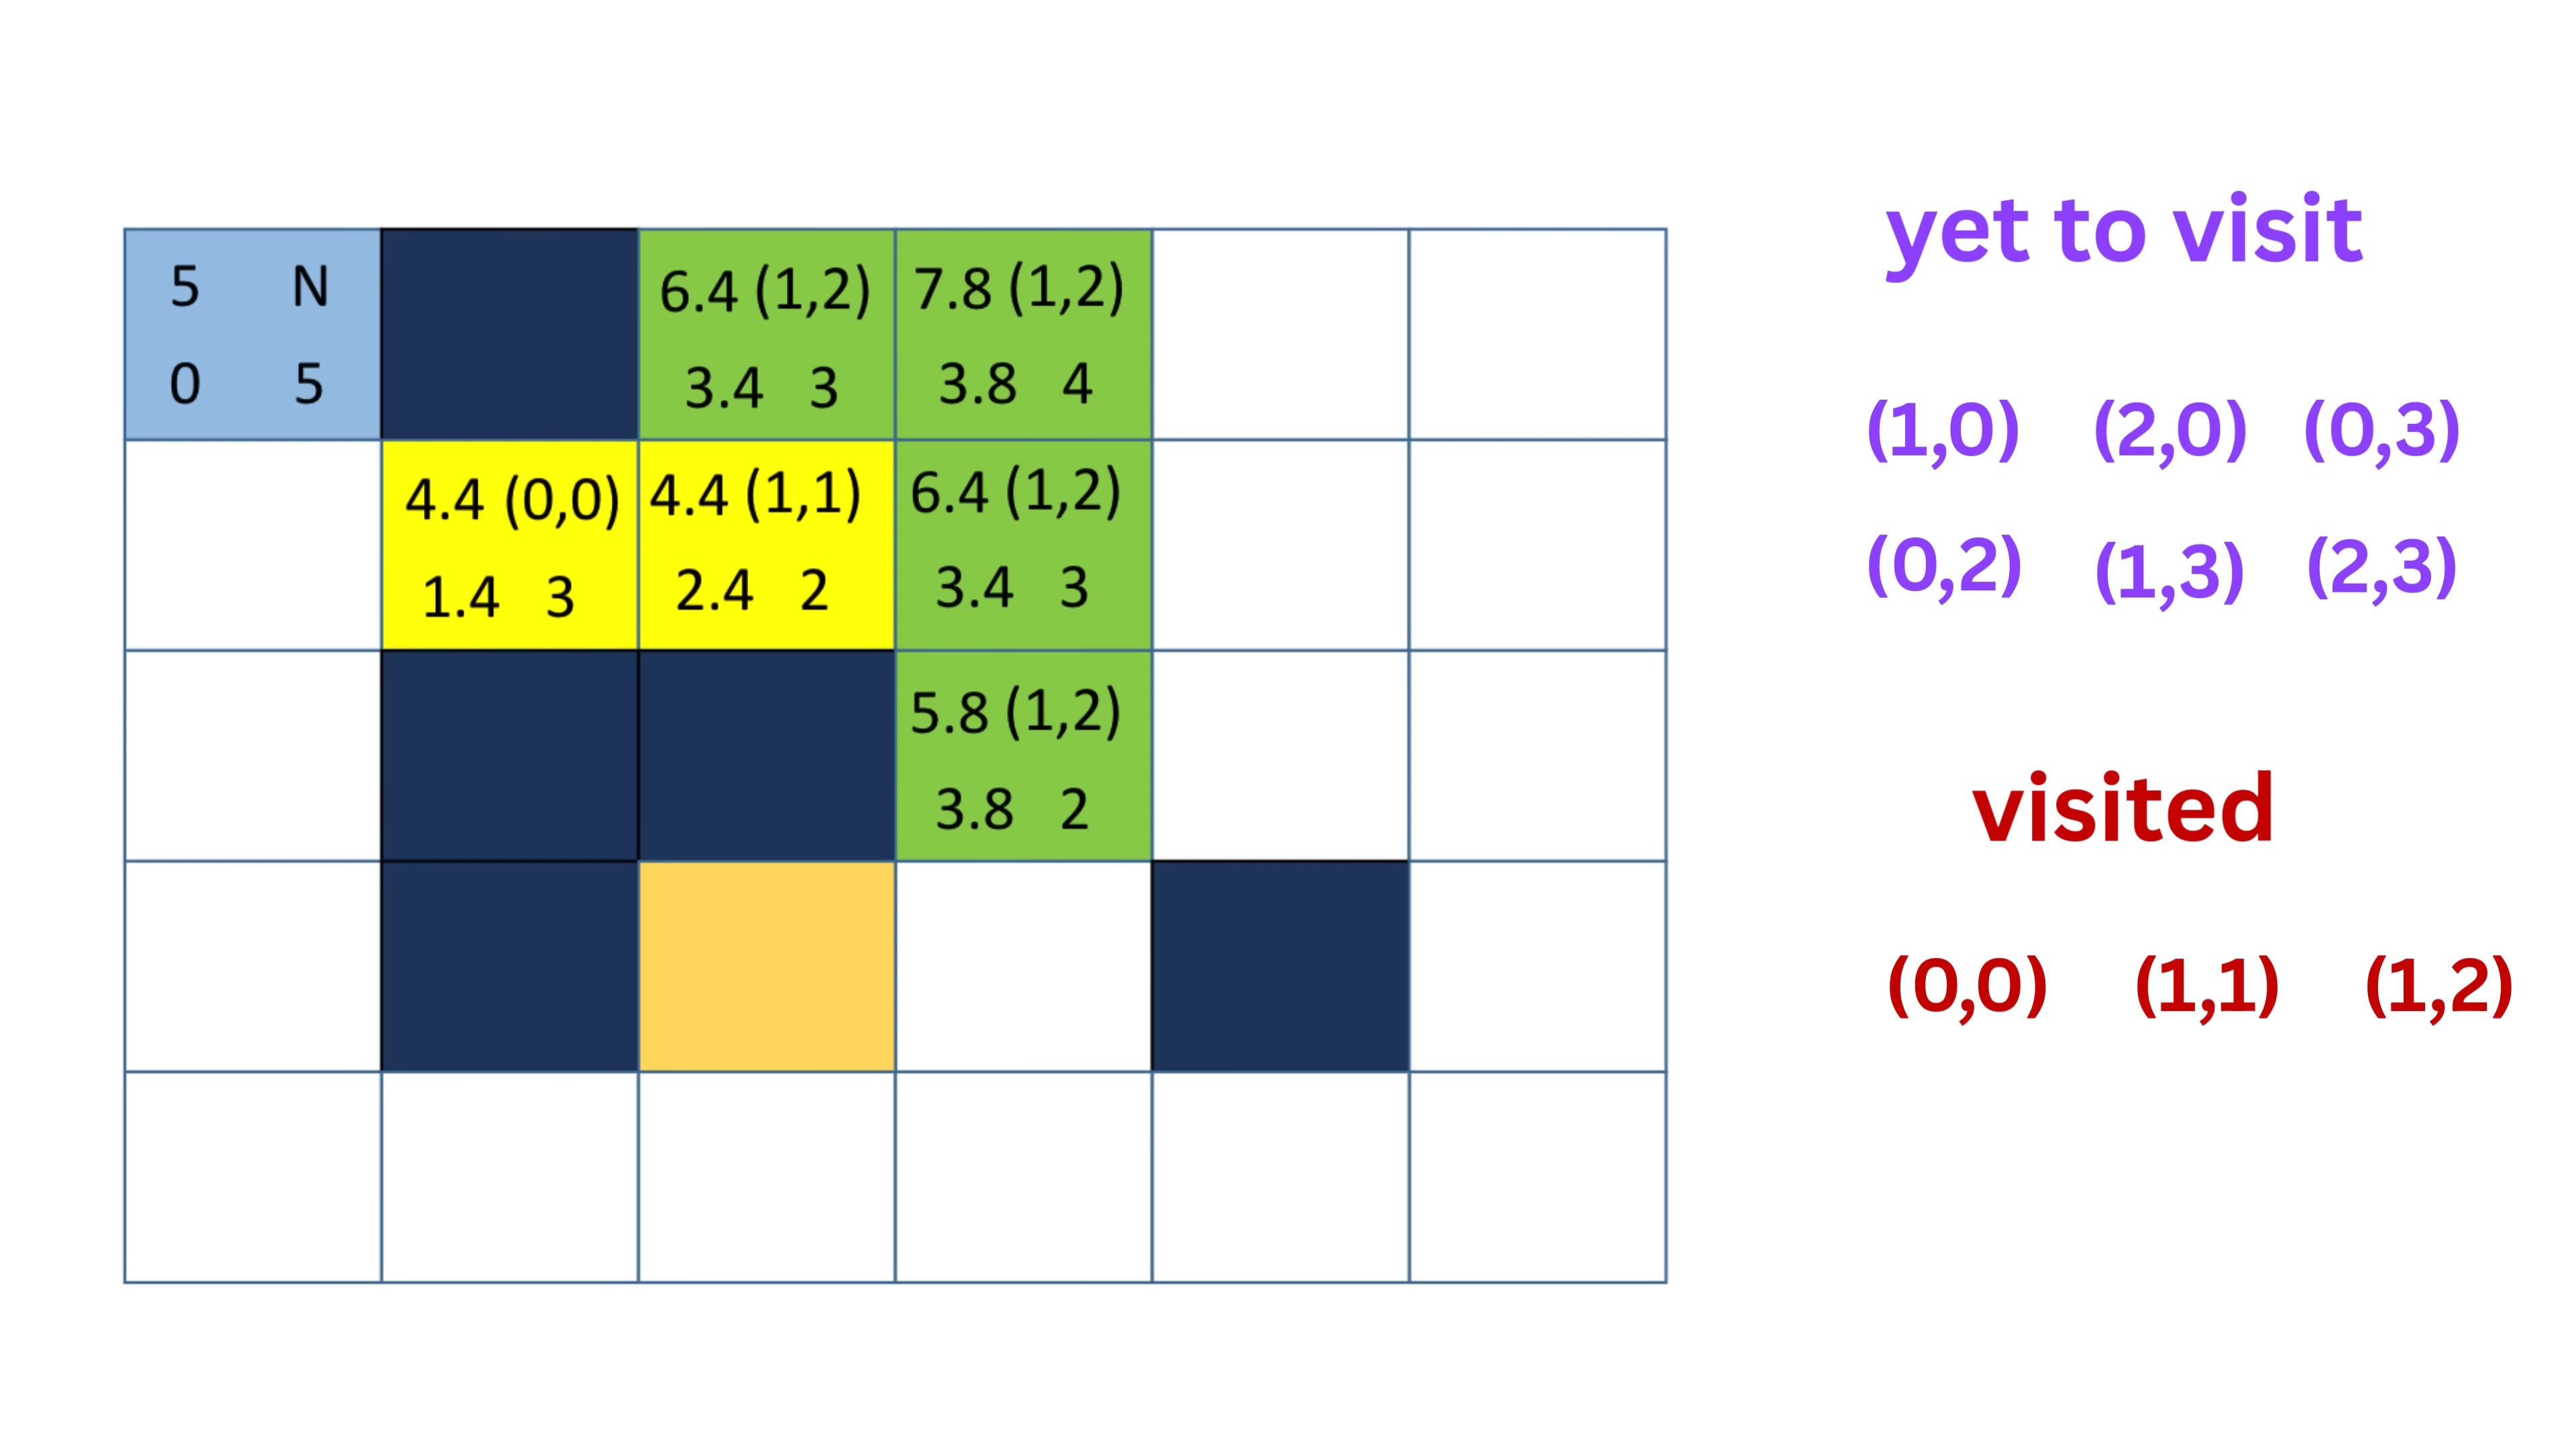 5 N
0 5
6.4 (1,2)
3.4 3
7.8 (1,2)
3.8 4
4.4 (0,0)
1.4 3
4.4 (1,1)
2.4 2
6.4 (1,2)
3.4 3
5.8 (1,2)
3.8 2
yet to visit
(1,0) (2,0) (0,3)
(0,2) (1,3) (2,3)
visited
(0,0) (1,1) (1,2)